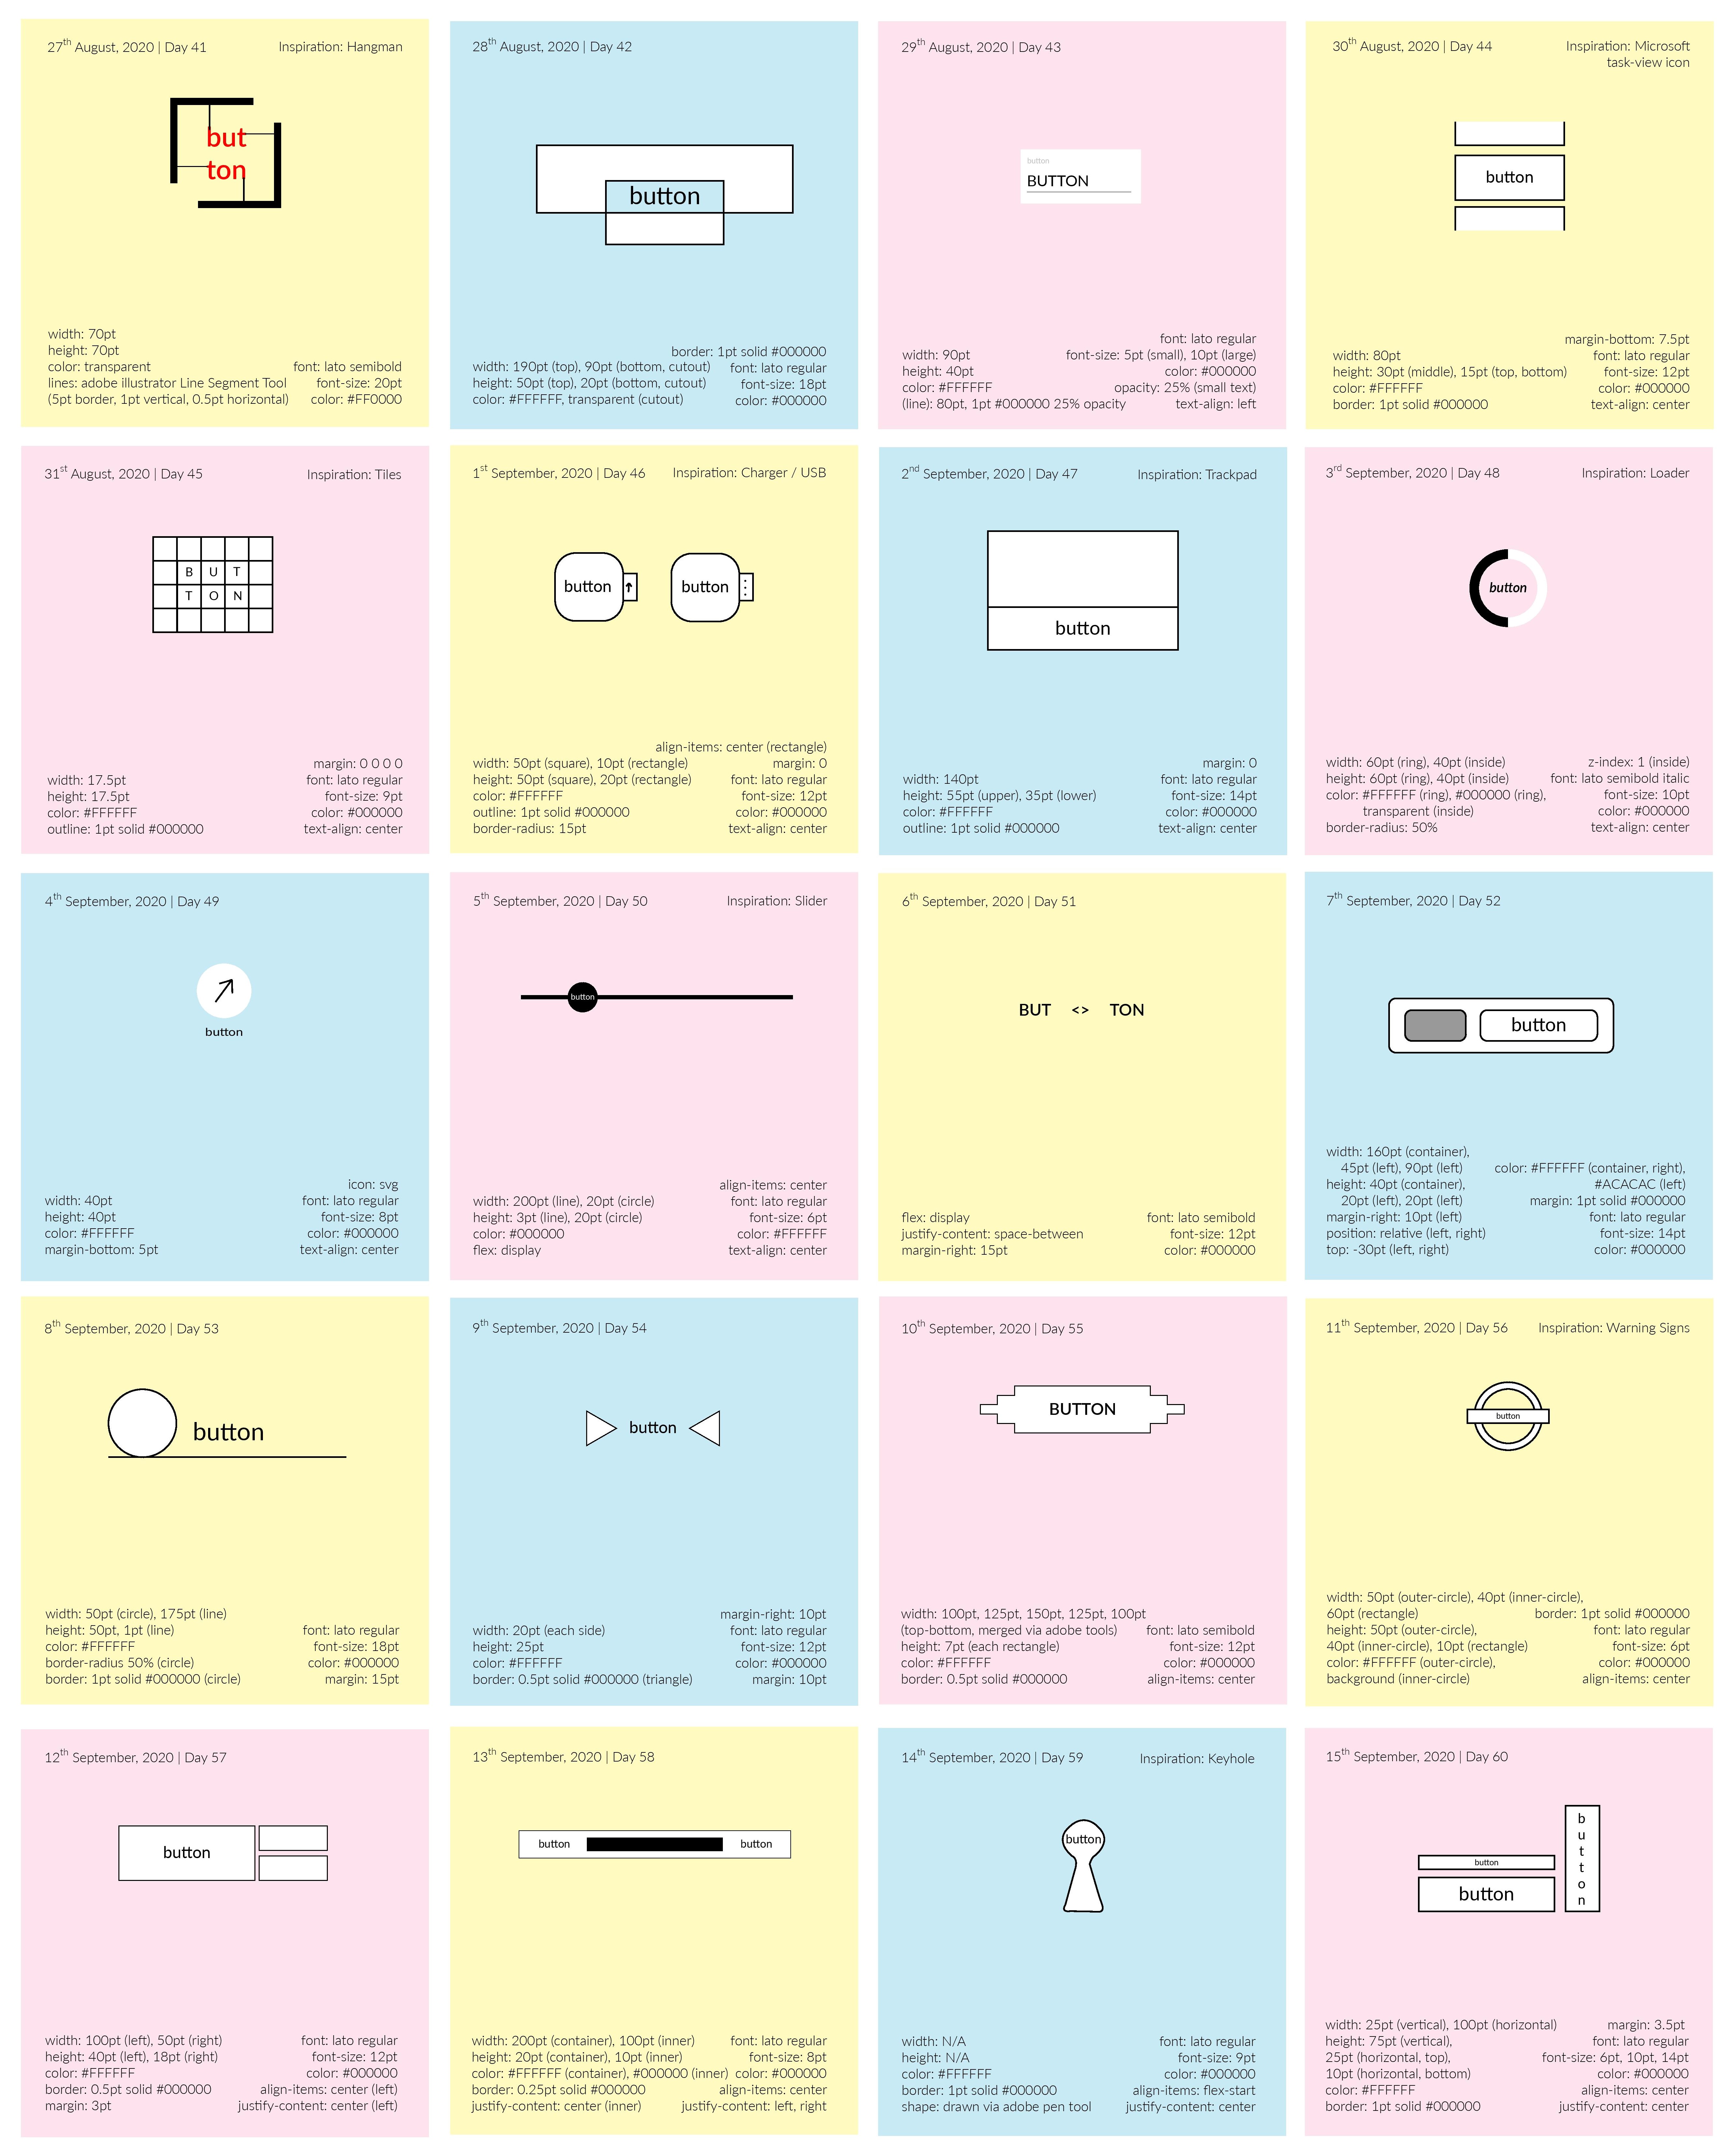 27th August, 2020 | Day 41
Inspiration: Hangman
but
ton
width: 70pt
height: 70pt
color: transparent
lines: adobe illustrator Line Segment Tool
(5pt border, 1pt vertical, 0.5pt horizontal)
font: lato semibold
font-size: 20pt
color: #FF0000
28th August, 2020 | Day 42
button
width: 190pt (top), 90pt (bottom, cutout)
height: 50pt (top), 20pt (bottom, cutout)
color: #FFFFFF, transparent (cutout)
border: 1pt solid #000000
font: lato regular
font-size: 18pt
color: #000000
29th August, 2020 | Day 43
button
BUTTON
width: 90pt
height: 40pt
color: #FFFFFF
(line): 80pt, 1pt #000000 25% opacity
font: lato regular
font-size: 5pt (small), 10pt (large)
color: #000000
opacity: 25% (small text)
text-align: left
30th August, 2020 | Day 44
Inspiration: Microsoft
task-view icon
button
width: 80pt
height: 30pt (middle), 15pt (top, bottom)
color: #FFFFFF
border: 1pt solid #000000
margin-bottom: 7.5pt
font: lato regular
font-size: 12pt
color: #000000
text-align: center
31st August, 2020 | Day 45
Inspiration: Tiles
B U T
T O N
width: 17.5pt
height: 17.5pt
color: #FFFFFF
outline: 1pt solid #000000
margin: 0 0 0 0
font: lato regular
font-size: 9pt
color: #000000
text-align: center
1st September, 2020 | Day 46
Inspiration: Charger / USB
button
button
width: 50pt (square), 10pt (rectangle)
height: 50pt (square), 20pt (rectangle)
color: #FFFFFF
outline: 1pt solid #000000
border-radius: 15pt
align-items: center (rectangle)
margin: 0
font: lato regular
font-size: 12pt
color: #000000
text-align: center
2nd September, 2020 | Day 47
Inspiration: Trackpad
button
width: 140pt
height: 55pt (upper), 35pt (lower)
color: #FFFFFF
outline: 1pt solid #000000
margin: 0
font: lato regular
font-size: 14pt
color: #000000
text-align: center
3rd September, 2020 | Day 48
Inspiration: Loader
button
width: 60pt (ring), 40pt (inside)
height: 60pt (ring), 40pt (inside)
color: #FFFFFF (ring), #000000 (ring),
transparent (inside)
border-radius: 50%
z-index: 1 (inside)
font: lato semibold italic
font-size: 10pt
color: #000000
text-align: center
4th September, 2020 | Day 49
button
width: 40pt
height: 40pt
color: #FFFFFF
margin-bottom: 5pt
icon: svg
font: lato regular
font-size: 8pt
color: #000000
text-align: center
5th September, 2020 | Day 50
Inspiration: Slider
button
width: 200pt (line), 20pt (circle)
height: 3pt (line), 20pt (circle)
color: #000000
flex: display
align-items: center
font: lato regular
font-size: 6pt
color: #FFFFFF
text-align: center
6th September, 2020 | Day 51
BUT <> TON
flex: display
justify-content: space-between
margin-right: 15pt
font: lato semibold
font-size: 12pt
color: #000000
7th September, 2020 | Day 52
button
width: 160pt (container),
45pt (left), 90pt (left)
height: 40pt (container),
20pt (left), 20pt (left)
margin-right: 10pt (left)
position: relative (left, right)
top: -30pt (left, right)
color: #FFFFFF (container, right),
#ACACAC (left)
margin: 1pt solid #000000
font: lato regular
font-size: 14pt
color: #000000
8th September, 2020 | Day 53
button
width: 50pt (circle), 175pt (line)
height: 50pt, 1pt (line)
color: #FFFFFF
border-radius 50% (circle)
border: 1pt solid #000000 (circle)
font: lato regular
font-size: 18pt
color: #000000
margin: 15pt
9th September, 2020 | Day 54
button
width: 20pt (each side)
height: 25pt
color: #FFFFFF
border: 0.5pt solid #000000 (triangle)
margin-right: 10pt
font: lato regular
font-size: 12pt
color: #000000
margin: 10pt
10th September, 2020 | Day 55
BUTTON
width: 100pt, 125pt, 150pt, 125pt, 100pt
(top-bottom, merged via adobe tools)
height: 7pt (each rectangle)
color: #FFFFFF
border: 0.5pt solid #000000
font: lato semibold
font-size: 12pt
color: #000000
align-items: center
11th September, 2020 | Day 56
Inspiration: Warning Signs
button
width: 50pt (outer-circle), 40pt (inner-circle),
60pt (rectangle)
height: 50pt (outer-circle),
40pt (inner-circle), 10pt (rectangle)
color: #FFFFFF (outer-circle),
background (inner-circle)
border: 1pt solid #000000
font: lato regular
font-size: 6pt
color: #000000
align-items: center
12th September, 2020 | Day 57
button
width: 100pt (left), 50pt (right)
height: 40pt (left), 18pt (right)
color: #FFFFFF
border: 0.5pt solid #000000
margin: 3pt
font: lato regular
font-size: 12pt
color: #000000
align-items: center (left)
justify-content: center (left)
13th September, 2020 | Day 58
button
button
width: 200pt (container), 100pt (inner)
height: 20pt (container), 10pt (inner)
color: #FFFFFF (container), #000000 (inner)
border: 0.25pt solid #000000
justify-content: center (inner)
font: lato regular
font-size: 8pt
color: #000000
align-items: center
justify-content: left, right
14th September, 2020 | Day 59
Inspiration: Keyhole
button
width: N/A
height: N/A
color: #FFFFFF
border: 1pt solid #000000
shape: drawn via adobe pen tool
font: lato regular
font-size: 9pt
color: #000000
align-items: flex-start
justify-content: center
15th September, 2020 | Day 60
button
button
b
u
t
t
o
n
width: 25pt (vertical), 100pt (horizontal)
height: 75pt (vertical),
25pt (horizontal, top),
10pt (horizontal, bottom)
color: #FFFFFF
border: 1pt solid #000000
margin: 3.5pt
font: lato regular
font-size: 6pt, 10pt, 14pt
color: #000000
align-items: center
justify-content: center